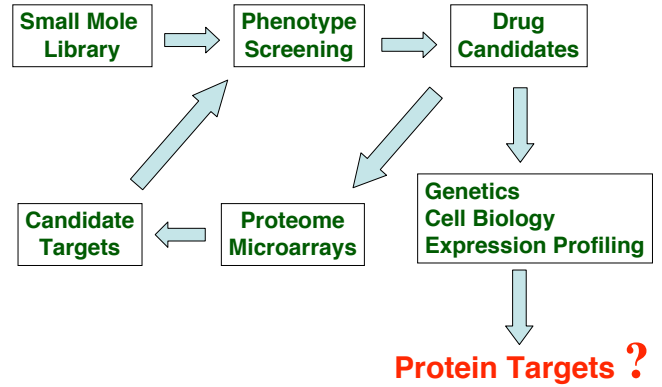 Small Mole
Library
Phenotype
Screening
Drug
Candidates
Genetics
Cell Biology
Expression Profiling
Candidate
Targets
Proteome
Microarrays
Protein Targets ?